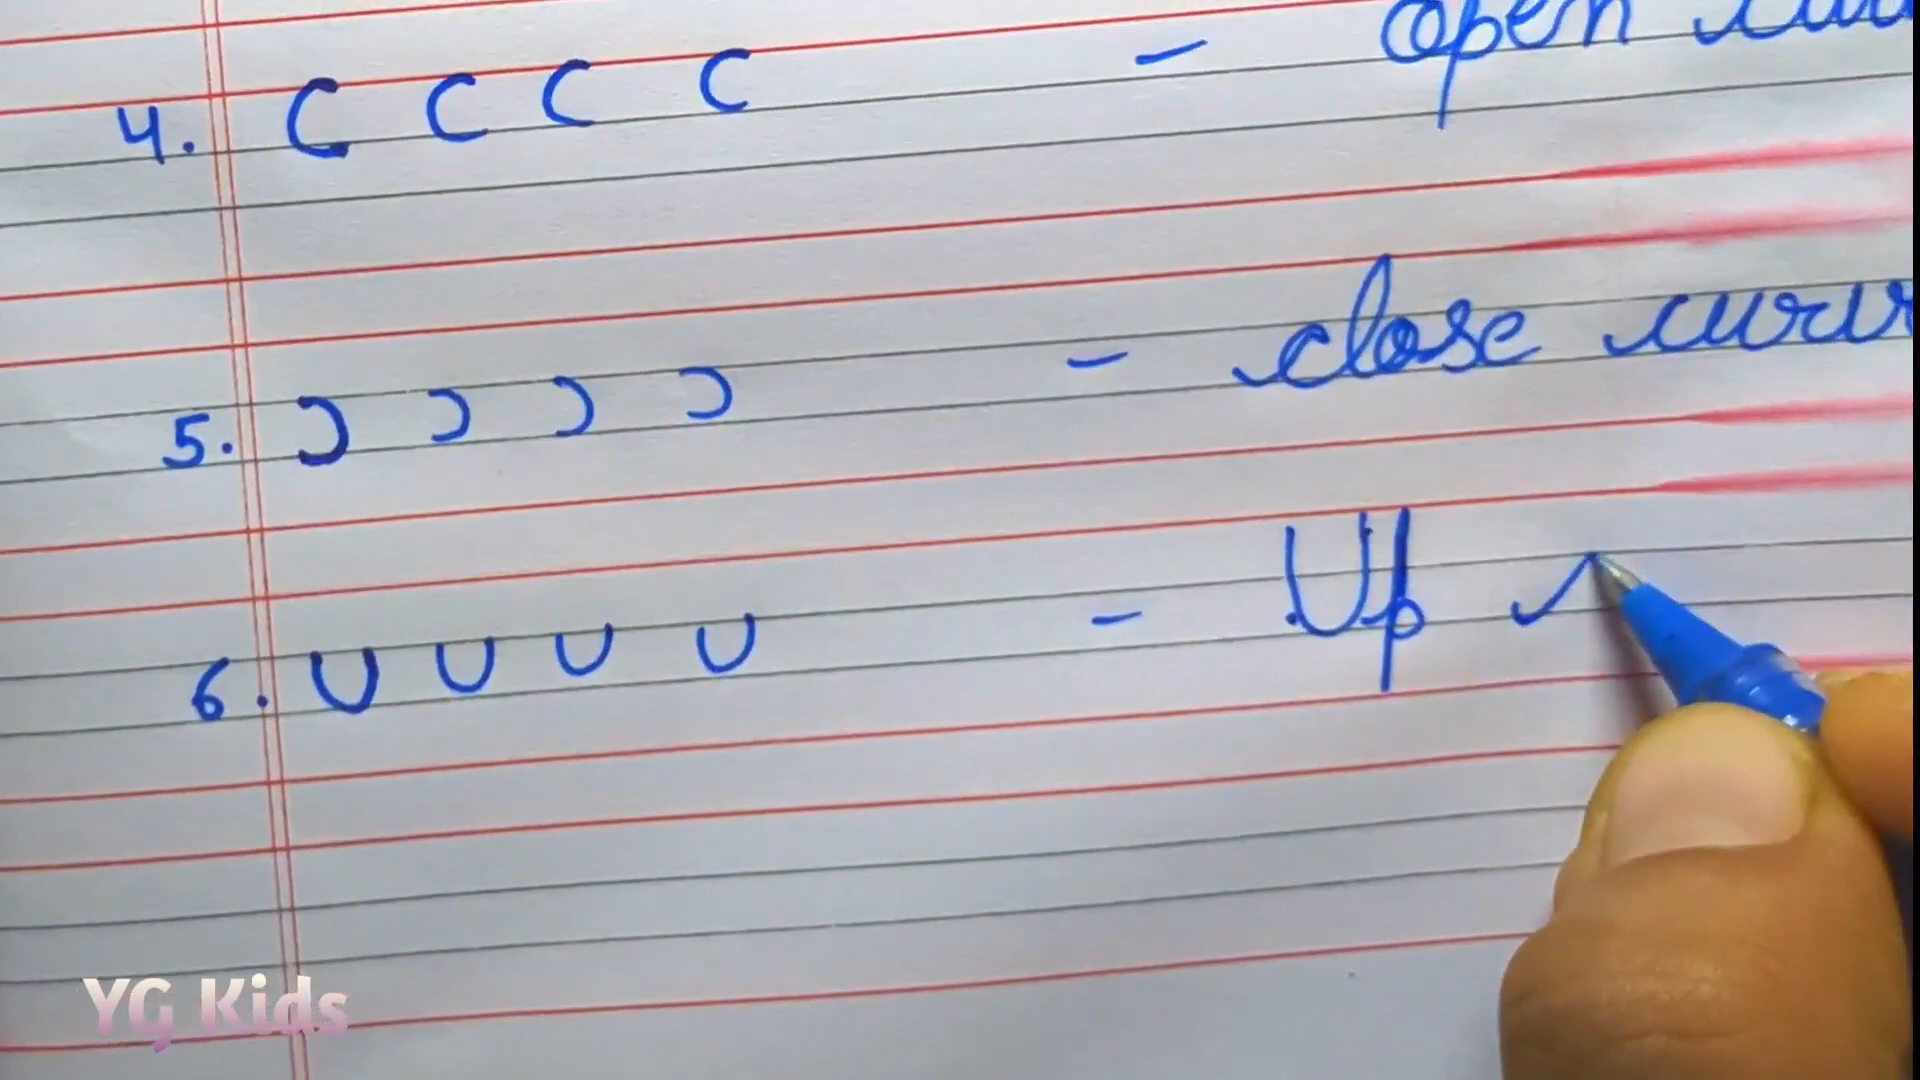 4. C C C C - open
5. Ɔ Ɔ Ɔ Ɔ - close
6. U U U U - Up
YG Kids